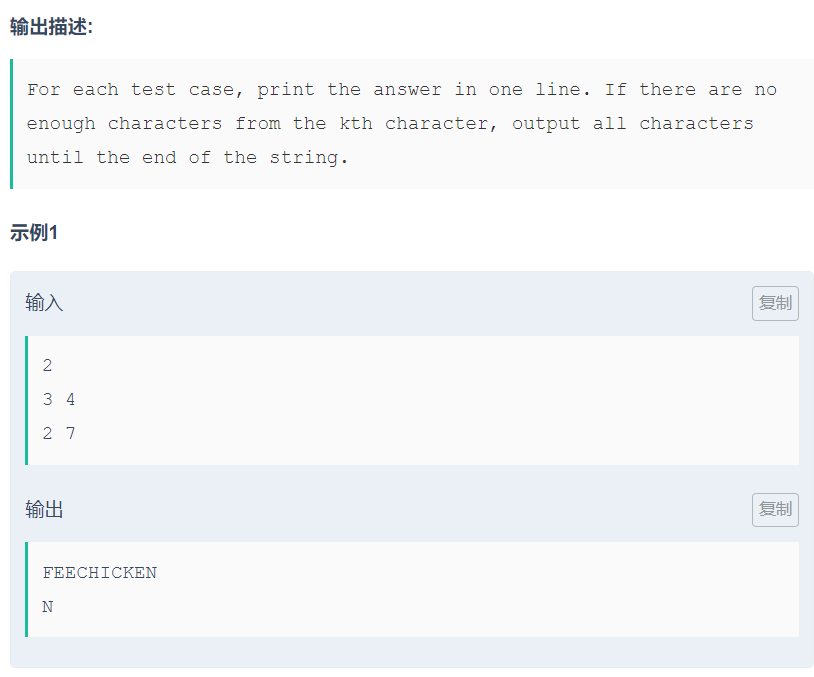 输出描述:
For each test case, print the answer in one line. If there are no
enough characters from the kth character, output all characters
until the end of the string.
示例1
输入
复制
2
3 4
2 7
输出
复制
FEECHICKEN
N